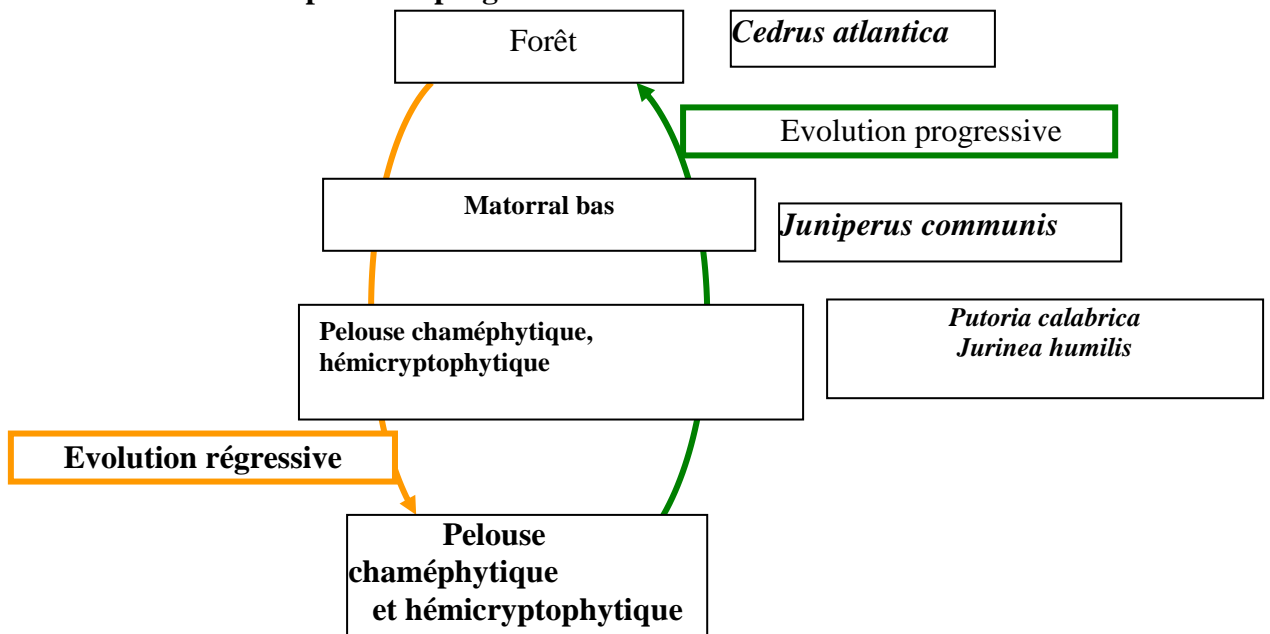 Forêt
Cedrus atlantica
Evolution progressive
Matorral bas
Juniperus communis
Pelouse chaméphytique,
hémicryptophytique
Putoria calabrica
Jurinea humilis
Evolution régressive
Pelouse
chaméphytique
et hémicryptophytique